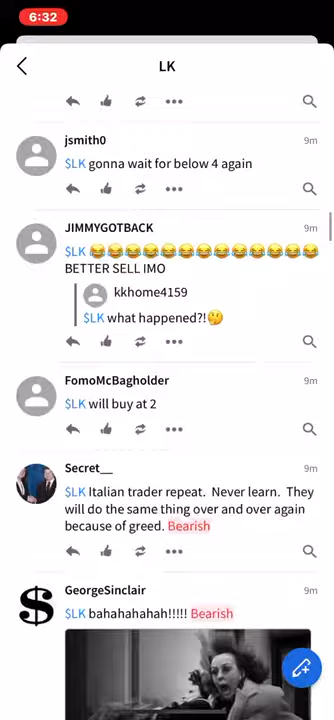 6:32
LK
jsmith0
9m
$LK gonna wait for below 4 again
JIMMYGOTBACK
9m
$LK 😂😂😂😂😂😂😂😂😂😂😂😂😂
BETTER SELL IMO
kkhome4159
$LK what happened?!🤔
FomoMcBagholder
9m
$LK will buy at 2
Secret__
9m
$LK Italian trader repeat. Never learn. They
will do the same thing over and over again
because of greed. Bearish
GeorgeSinclair
9m
$LK bahahahahah!!!!! Bearish